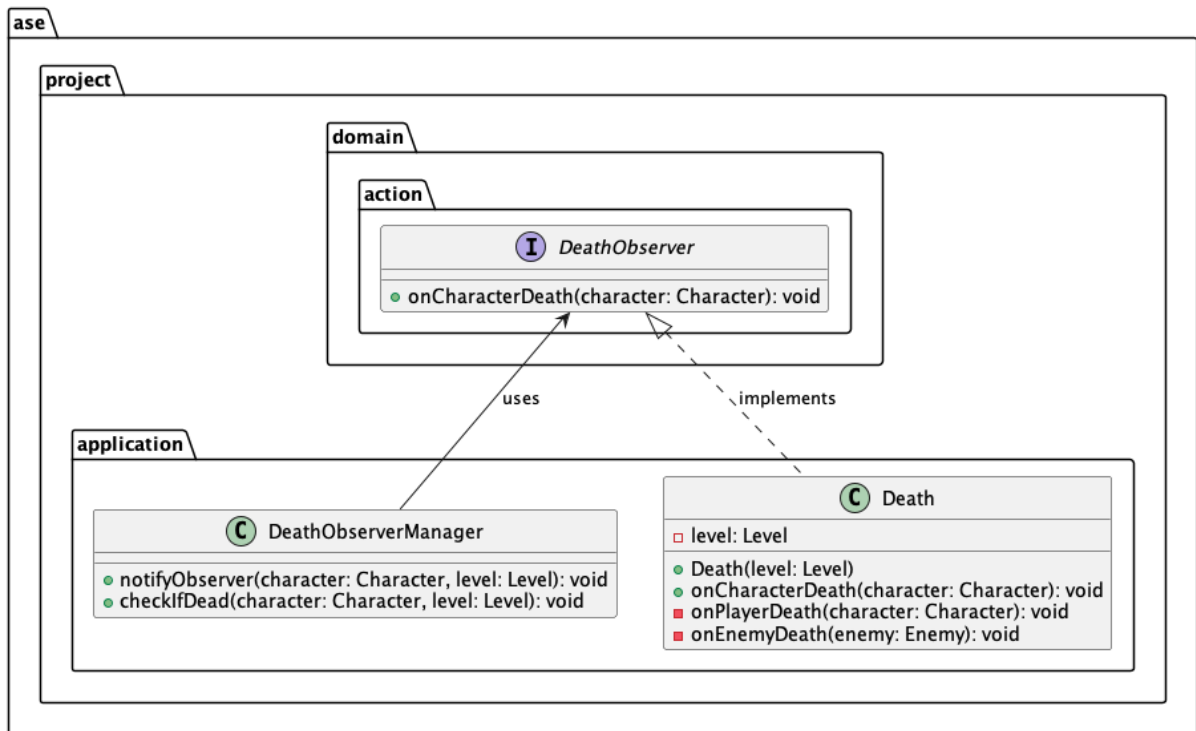 ase
project
domain
action
I DeathObserver
onCharacterDeath(character: Character): void
uses
implements
application
C DeathObserverManager
notifyObserver(character: Character, level: Level): void
checkIfDead(character: Character, level: Level): void
C Death
level: Level
Death(level: Level)
onCharacterDeath(character: Character): void
onPlayerDeath(character: Character): void
onEnemyDeath(enemy: Enemy): void